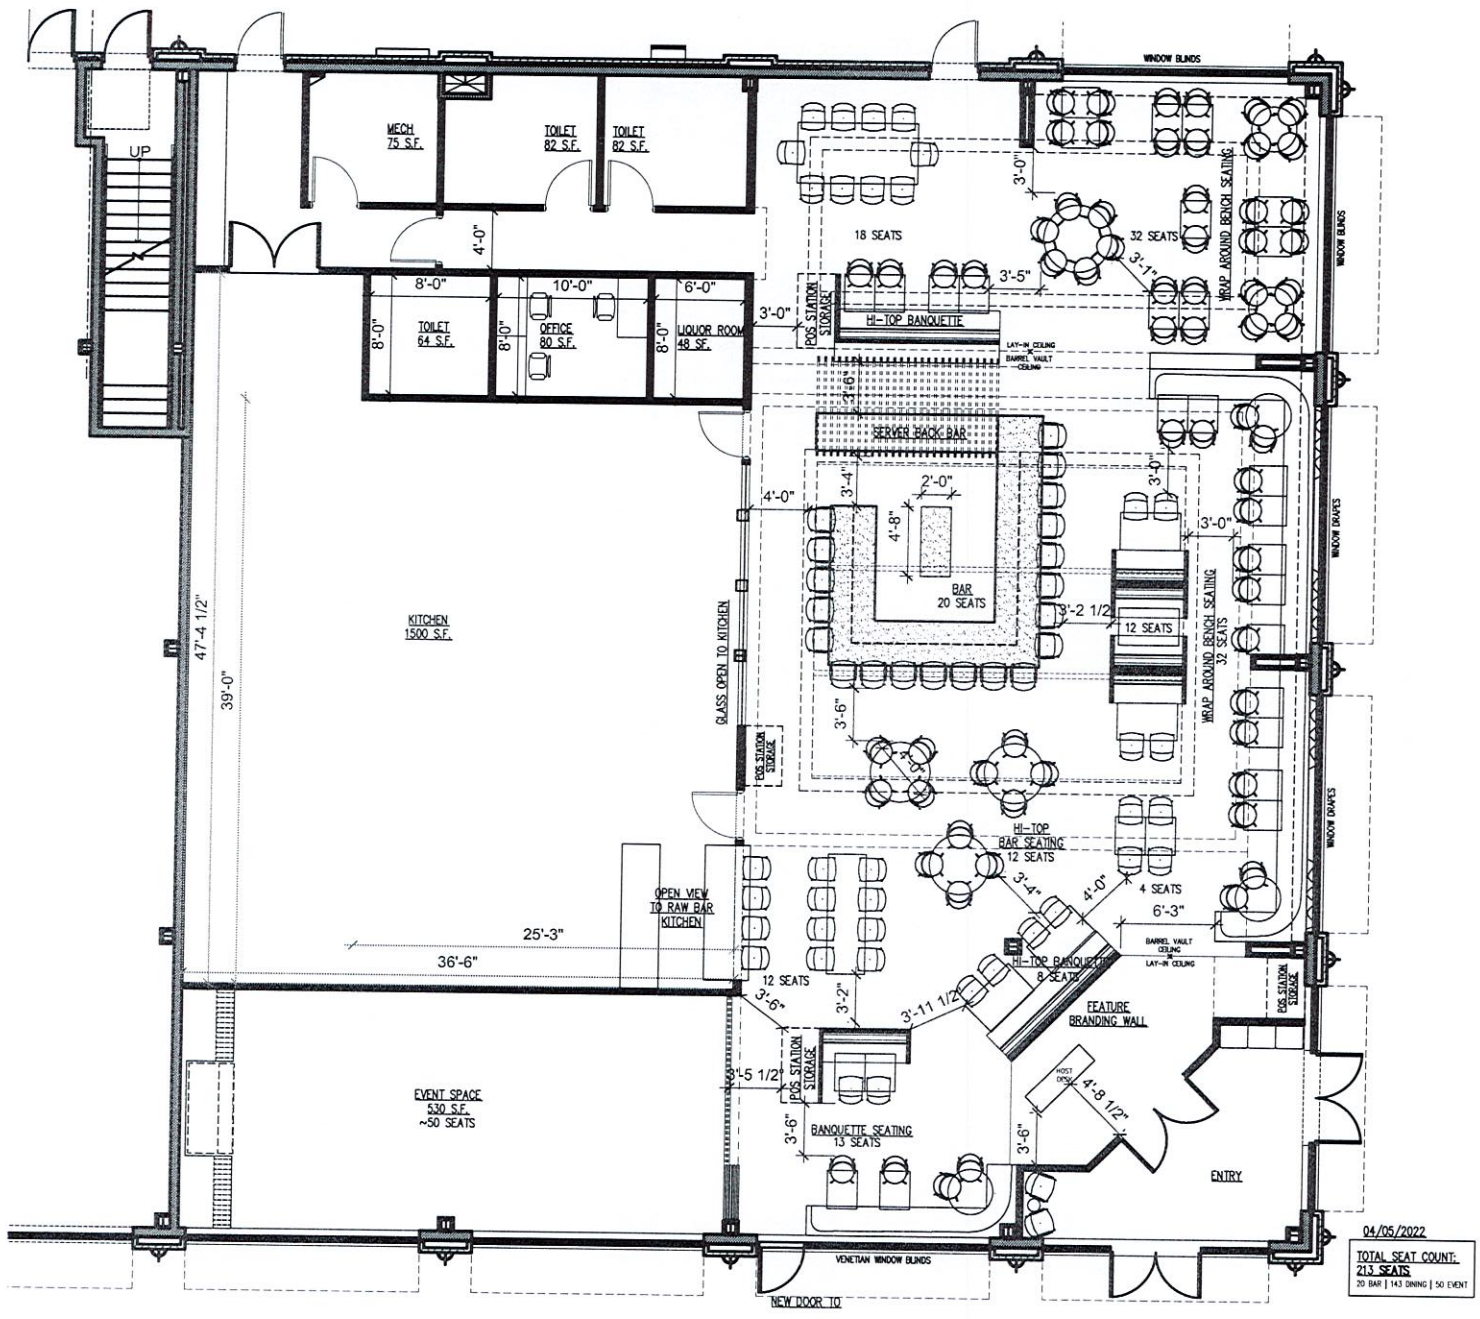 WINDOW BLINDS
UP
MECH
75 S.F.
TOILET
82 S.F.
TOILET
82 S.F.
3'-0"
WRAP AROUND BENCH SEATING
WINDOW BLINDS
4'-0"
18 SEATS
32 SEATS
3'-1"
3'-5"
8'-0"
10'-0"
6'-0"
8'-0"
TOILET
64 S.F.
8'-0"
OFFICE
80 S.F.
8'-0"
LIQUOR ROOM
48 SF.
3'-0"
POS STATION
STORAGE
HI-TOP BANQUETTE
LAY-IN CEILING
BARREL VAULT
CEILING
3'-6"
SERVER BACK BAR
3'-4"
2'-0"
4'-8"
4'-0"
3'-0"
3'-0"
WINDOW DRAPES
BAR
20 SEATS
3'-2 1/2
12 SEATS
WRAP AROUND BENCH SEATING
32 SEATS
KITCHEN
1500 S.F.
47'-4 1/2"
39'-0"
GLASS OPEN TO KITCHEN
3'-6"
POS STATION
STORAGE
WINDOW DRAPES
HI-TOP
BAR SEATING
12 SEATS
3'-4"
4'-0"
4 SEATS
6'-3"
OPEN VIEW
TO RAW BAR
KITCHEN
25'-3"
36'-6"
BARREL VAULT
CEILING
LAY-IN CEILING
HI-TOP BANQUETTE
8 SEATS
12 SEATS
3'-6"
3'-2"
3'-11 1/2"
POS STATION
STORAGE
FEATURE
BRANDING WALL
3'-5 1/2"
POS STATION
STORAGE
HOST
DESK
4'-8 1/2"
EVENT SPACE
530 S.F.
~50 SEATS
3'-6"
BANQUETTE SEATING
13 SEATS
3'-6"
ENTRY
VENETIAN WINDOW BLINDS
NEW DOOR TO
04/05/2022
TOTAL SEAT COUNT:
213 SEATS
20 BAR | 143 DINING | 50 EVENT